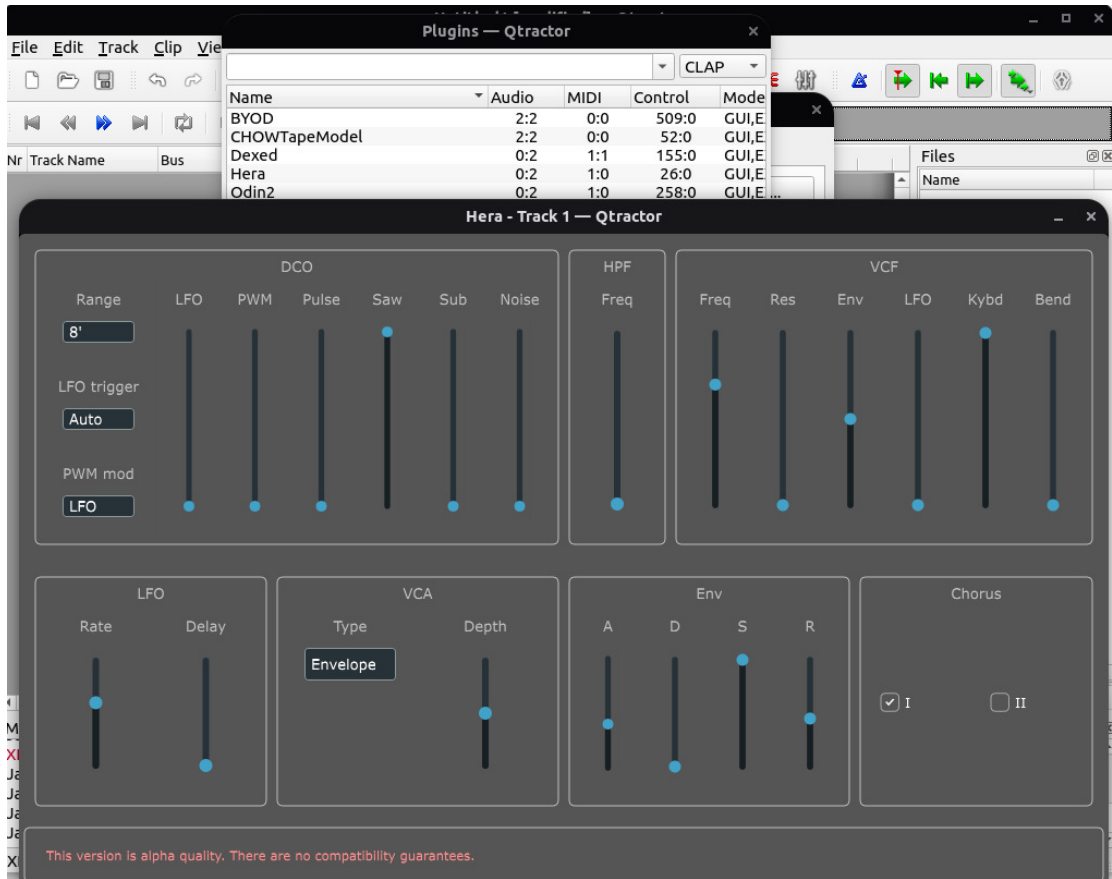 Plugins — Qtractor
File Edit Track Clip Vie
CLAP
Name Audio MIDI Control Mode
BYOD 2:2 0:0 509:0 GUI,E
CHOWTapeModel 2:2 0:0 52:0 GUI,E
Dexed 0:2 1:1 155:0 GUI,E
Hera 0:2 1:0 26:0 GUI,E
Odin2 0:2 1:0 258:0 GUI,E...
Nr Track Name Bus
Files
Name
Hera - Track 1 — Qtractor
DCO HPF VCF
Range LFO PWM Pulse Saw Sub Noise Freq Freq Res Env LFO Kybd Bend
8'
LFO trigger
Auto
PWM mod
LFO
LFO VCA Env Chorus
Rate Delay Type Depth A D S R
Envelope
I II
This version is alpha quality. There are no compatibility guarantees.